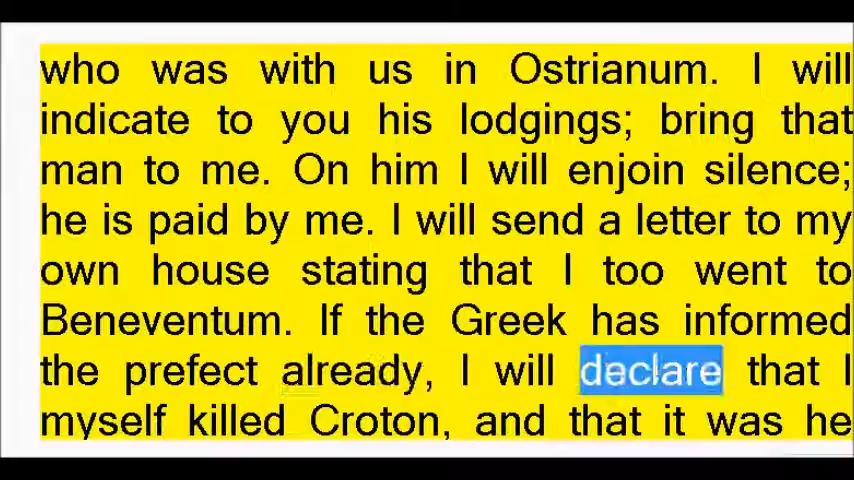 who was with us in Ostrianum. I will
indicate to you his lodgings; bring that
man to me. On him I will enjoin silence;
he is paid by me. I will send a letter to my
own house stating that I too went to
Beneventum. If the Greek has informed
the prefect already, I will declare that I
myself killed Croton, and that it was he